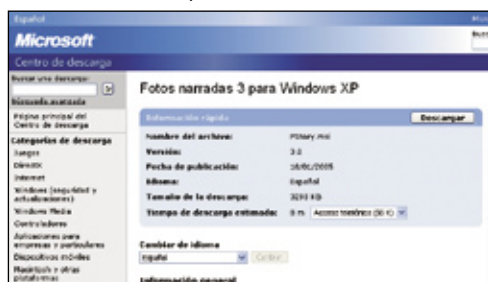 Español
Microsoft
Centro de descarga
Buscar una descarga:
Búsqueda avanzada
Página principal del
Centro de descarga
Categorías de descarga
Juegos
DirectX
Internet
Windows (seguridad y
actualizaciones)
Windows Media
Controladores
Aplicaciones para
empresas y particulares
Dispositivos móviles
Macintosh y otras
plataformas
Fotos narradas 3 para Windows XP
Información rápida
Descargar
Nombre del archivo:
Versión: 3.0
Fecha de publicación:
Idioma: Español
Tamaño de la descarga:
Tiempo de descarga estimado: 8 m
Cambiar de idioma
Español
Información general